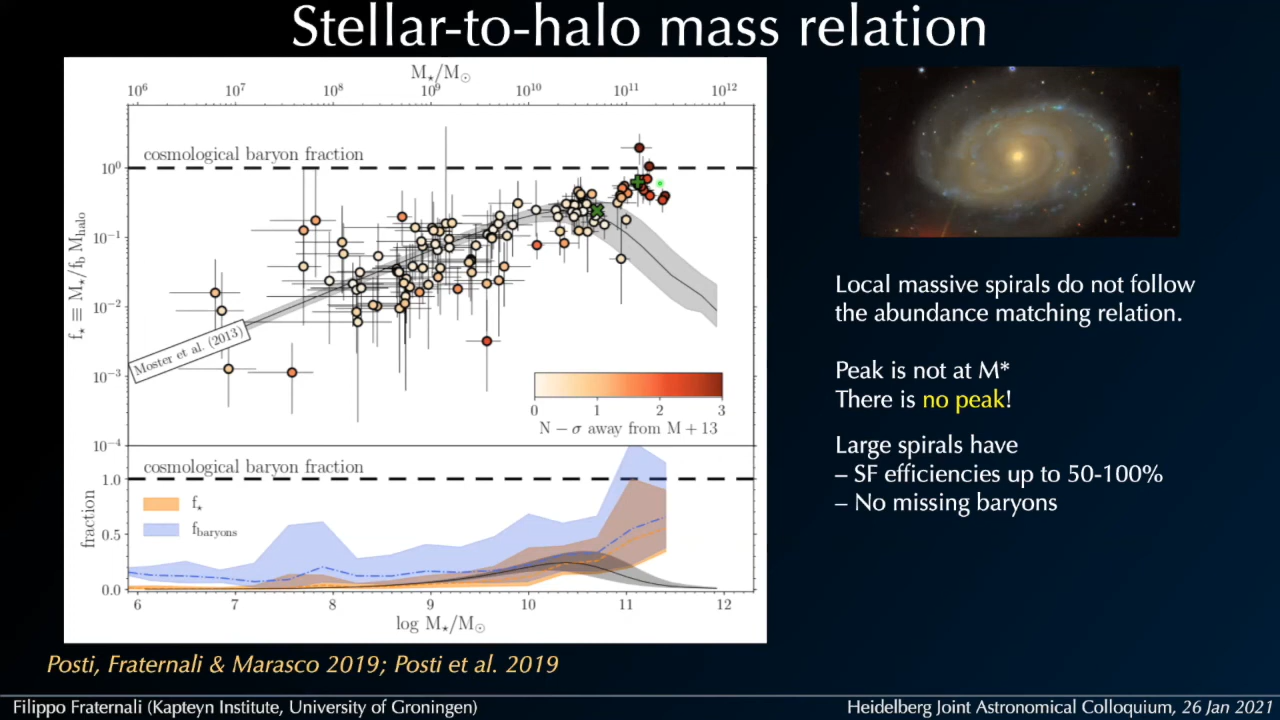 Stellar-to-halo mass relation
M⋆/M⊙
10⁶ 10⁷ 10⁸ 10⁹ 10¹⁰ 10¹¹ 10¹²
cosmological baryon fraction
10⁰
10⁻¹
10⁻²
10⁻³
10⁻⁴
f⋆ ≡ M⋆/f_b M_halo
Moster et al. (2013)
0 1 2 3
N − σ away from M + 13
cosmological baryon fraction
1.0
0.5
0.0
fraction
f⋆
f_baryons
6 7 8 9 10 11 12
log M⋆/M⊙
Local massive spirals do not follow
the abundance matching relation.
Peak is not at M*
There is no peak!
Large spirals have
– SF efficiencies up to 50-100%
– No missing baryons
Posti, Fraternali & Marasco 2019; Posti et al. 2019
Filippo Fraternali (Kapteyn Institute, University of Groningen)
Heidelberg Joint Astronomical Colloquium, 26 Jan 2021